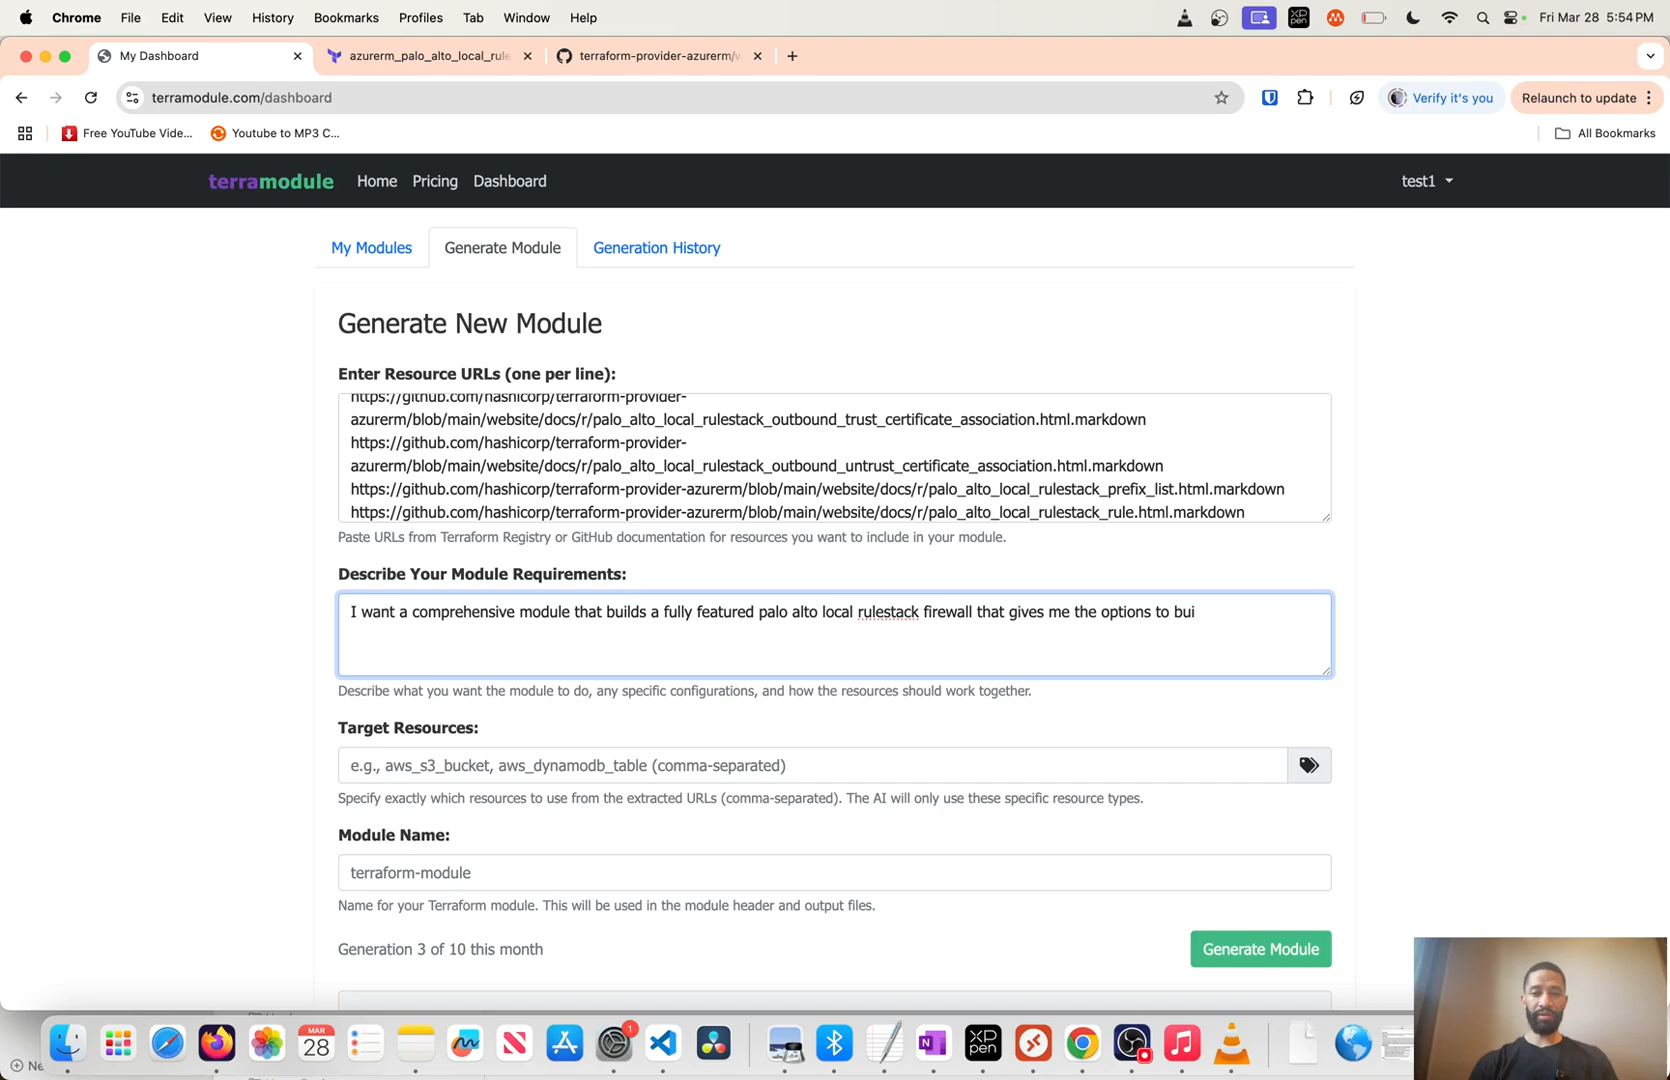 Chrome File Edit View History Bookmarks Profiles Tab Window Help
Fri Mar 28 5:54 PM
My Dashboard
azurerm_palo_alto_local_rule
terraform-provider-azurerm/w
terramodule.com/dashboard
Verify it's you
Relaunch to update
Free YouTube Vide...
Youtube to MP3 C...
All Bookmarks
terramodule Home Pricing Dashboard test1
My Modules Generate Module Generation History
Generate New Module
Enter Resource URLs (one per line):
https://github.com/hashicorp/terraform-provider-
azurerm/blob/main/website/docs/r/palo_alto_local_rulestack_outbound_trust_certificate_association.html.markdown
https://github.com/hashicorp/terraform-provider-
azurerm/blob/main/website/docs/r/palo_alto_local_rulestack_outbound_untrust_certificate_association.html.markdown
https://github.com/hashicorp/terraform-provider-azurerm/blob/main/website/docs/r/palo_alto_local_rulestack_prefix_list.html.markdown
https://github.com/hashicorp/terraform-provider-azurerm/blob/main/website/docs/r/palo_alto_local_rulestack_rule.html.markdown
Paste URLs from Terraform Registry or GitHub documentation for resources you want to include in your module.
Describe Your Module Requirements:
I want a comprehensive module that builds a fully featured palo alto local rulestack firewall that gives me the options to bui
Describe what you want the module to do, any specific configurations, and how the resources should work together.
Target Resources:
e.g., aws_s3_bucket, aws_dynamodb_table (comma-separated)
Specify exactly which resources to use from the extracted URLs (comma-separated). The AI will only use these specific resource types.
Module Name:
terraform-module
Name for your Terraform module. This will be used in the module header and output files.
Generation 3 of 10 this month
Generate Module
MAR
28
1
XP
pen